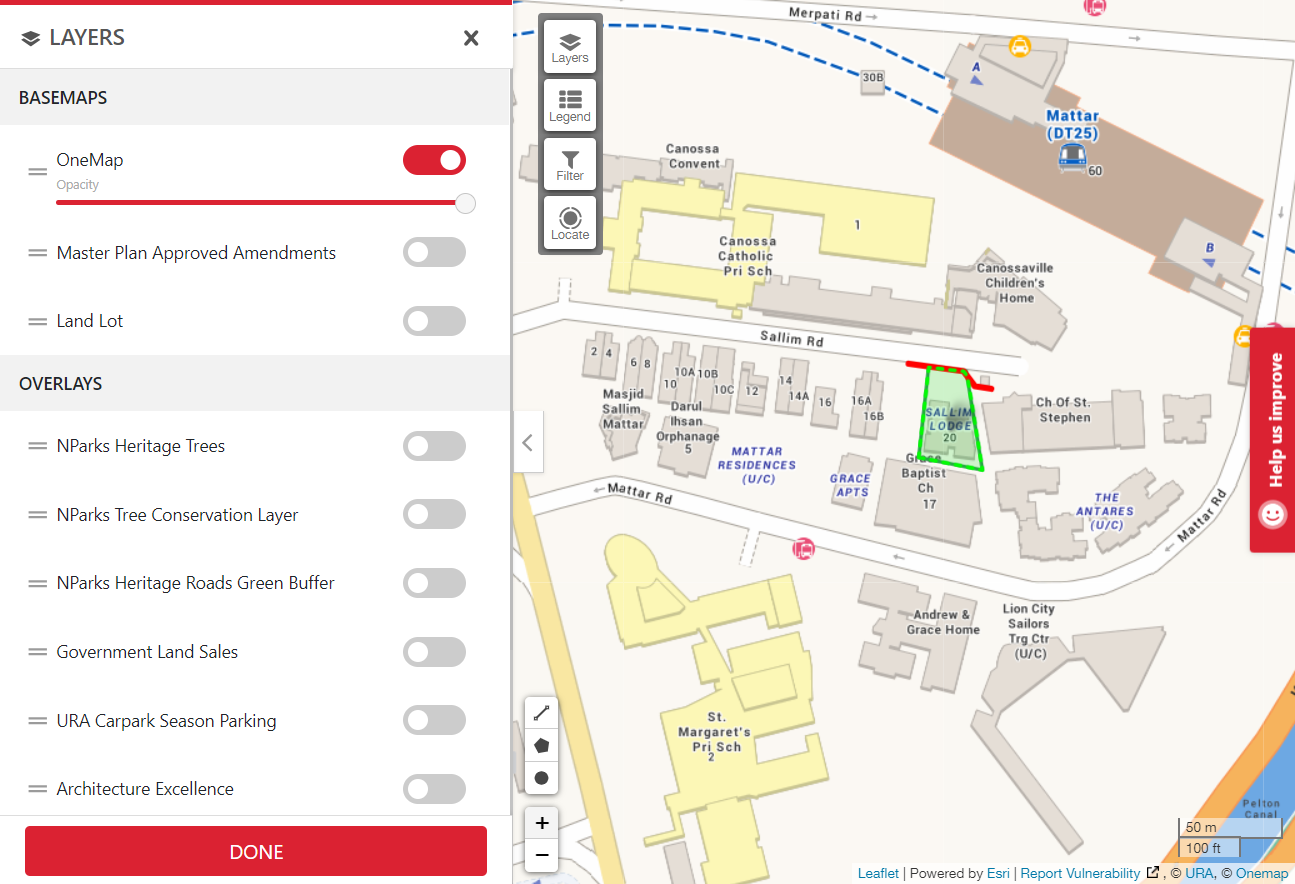 LAYERS
BASEMAPS
OneMap
Opacity
Master Plan Approved Amendments
Land Lot
OVERLAYS
NParks Heritage Trees
NParks Tree Conservation Layer
NParks Heritage Roads Green Buffer
Government Land Sales
URA Carpark Season Parking
Architecture Excellence
DONE
Layers
Legend
Filter
Locate
Merpati Rd
30B
A
Mattar
(DT25)
60
B
Canossa
Convent
1
Canossa
Catholic
Pri Sch
Canossaville
Children's
Home
Sallim Rd
2
4
6
8
10
10A
10B
10C
12
14
14A
16
16A
16B
Masjid
Sallim
Mattar
Darul
Ihsan
Orphanage
5
MATTAR
RESIDENCES
(U/C)
GRACE
APTS
SALLIM
LODGE
20
Ch Of St.
Stephen
Grace
Baptist
Ch
17
THE
ANTARES
(U/C)
Mattar Rd
Mattar Rd
Andrew &
Grace Home
Lion City
Sailors
Trg Ctr
(U/C)
St.
Margaret's
Pri Sch
2
Pelton
Canal
Help us improve
+
−
50 m
100 ft
Leaflet | Powered by Esri | Report Vulnerability , © URA, © Onemap